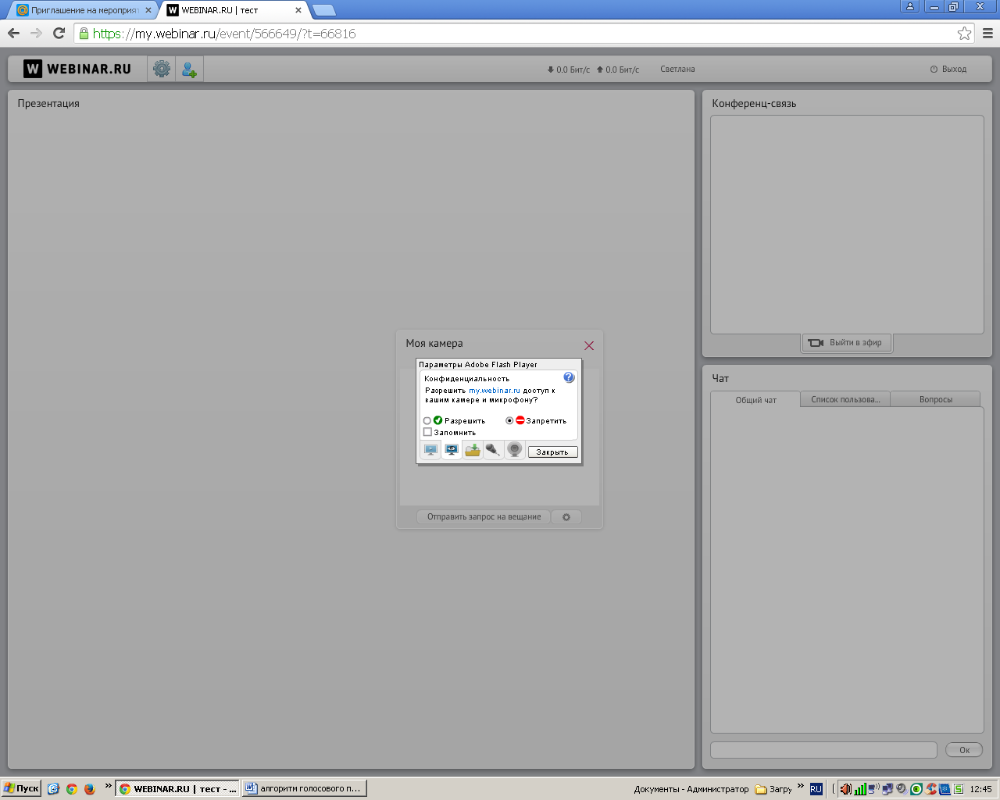 Приглашение на мероприят
WEBINAR.RU | тест
https://my.webinar.ru/event/566649/?t=66816
W WEBINAR.RU
0.0 Бит/с 0.0 Бит/с
Светлана
Выход
Презентация
Конференц-связь
Выйти в эфир
Моя камера
Параметры Adobe Flash Player
Конфиденциальность
Разрешить my.webinar.ru доступ к
вашим камере и микрофону?
Разрешить Запретить
Запомнить
Закрыть
Отправить запрос на вещание
Чат
Общий чат Список пользова... Вопросы
Ок
Пуск
WEBINAR.RU | тест - ...
алгоритм голосового п...
Документы - Администратор
Загру
RU
12:45